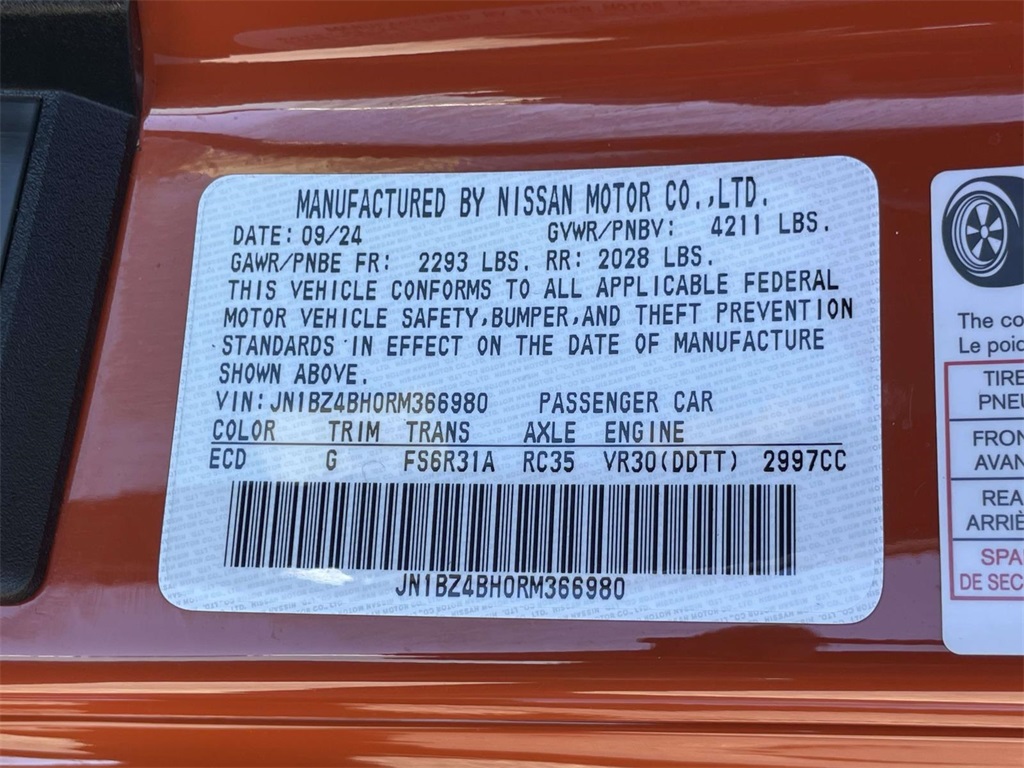 MANUFACTURED BY NISSAN MOTOR CO.,LTD.
DATE: 09/24 GVWR/PNBV: 4211 LBS.
GAWR/PNBE FR: 2293 LBS. RR: 2028 LBS.
THIS VEHICLE CONFORMS TO ALL APPLICABLE FEDERAL
MOTOR VEHICLE SAFETY,BUMPER,AND THEFT PREVENTION
STANDARDS IN EFFECT ON THE DATE OF MANUFACTURE
SHOWN ABOVE.
VIN: JN1BZ4BH0RM366980 PASSENGER CAR
COLOR TRIM TRANS AXLE ENGINE
ECD G FS6R31A RC35 VR30(DDTT) 2997CC
JN1BZ4BH0RM366980
The co
Le poid
TIRE
PNEU
FRON
AVAN
REA
ARRIÈ
SPA
DE SEC